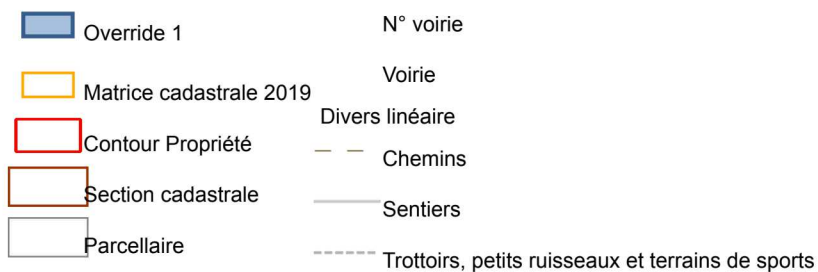 Override 1
Matrice cadastrale 2019
Contour Propriété
Section cadastrale
Parcellaire
N° voirie
Voirie
Divers linéaire
Chemins
Sentiers
Trottoirs, petits ruisseaux et terrains de sports